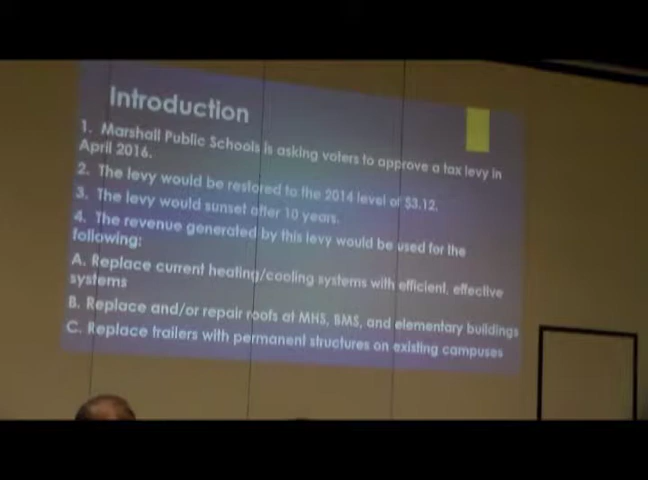 Introduction
1. Marshall Public Schools is asking voters to approve a tax levy in
April 2016.
2. The levy would be restored to the 2014 level of $3.12.
3. The levy would sunset after 10 years.
4. The revenue generated by this levy would be used for the
following:
A. Replace current heating/cooling systems with efficient, effective
systems
B. Replace and/or repair roofs at MHS, BMS, and elementary buildings
C. Replace trailers with permanent structures on existing campuses